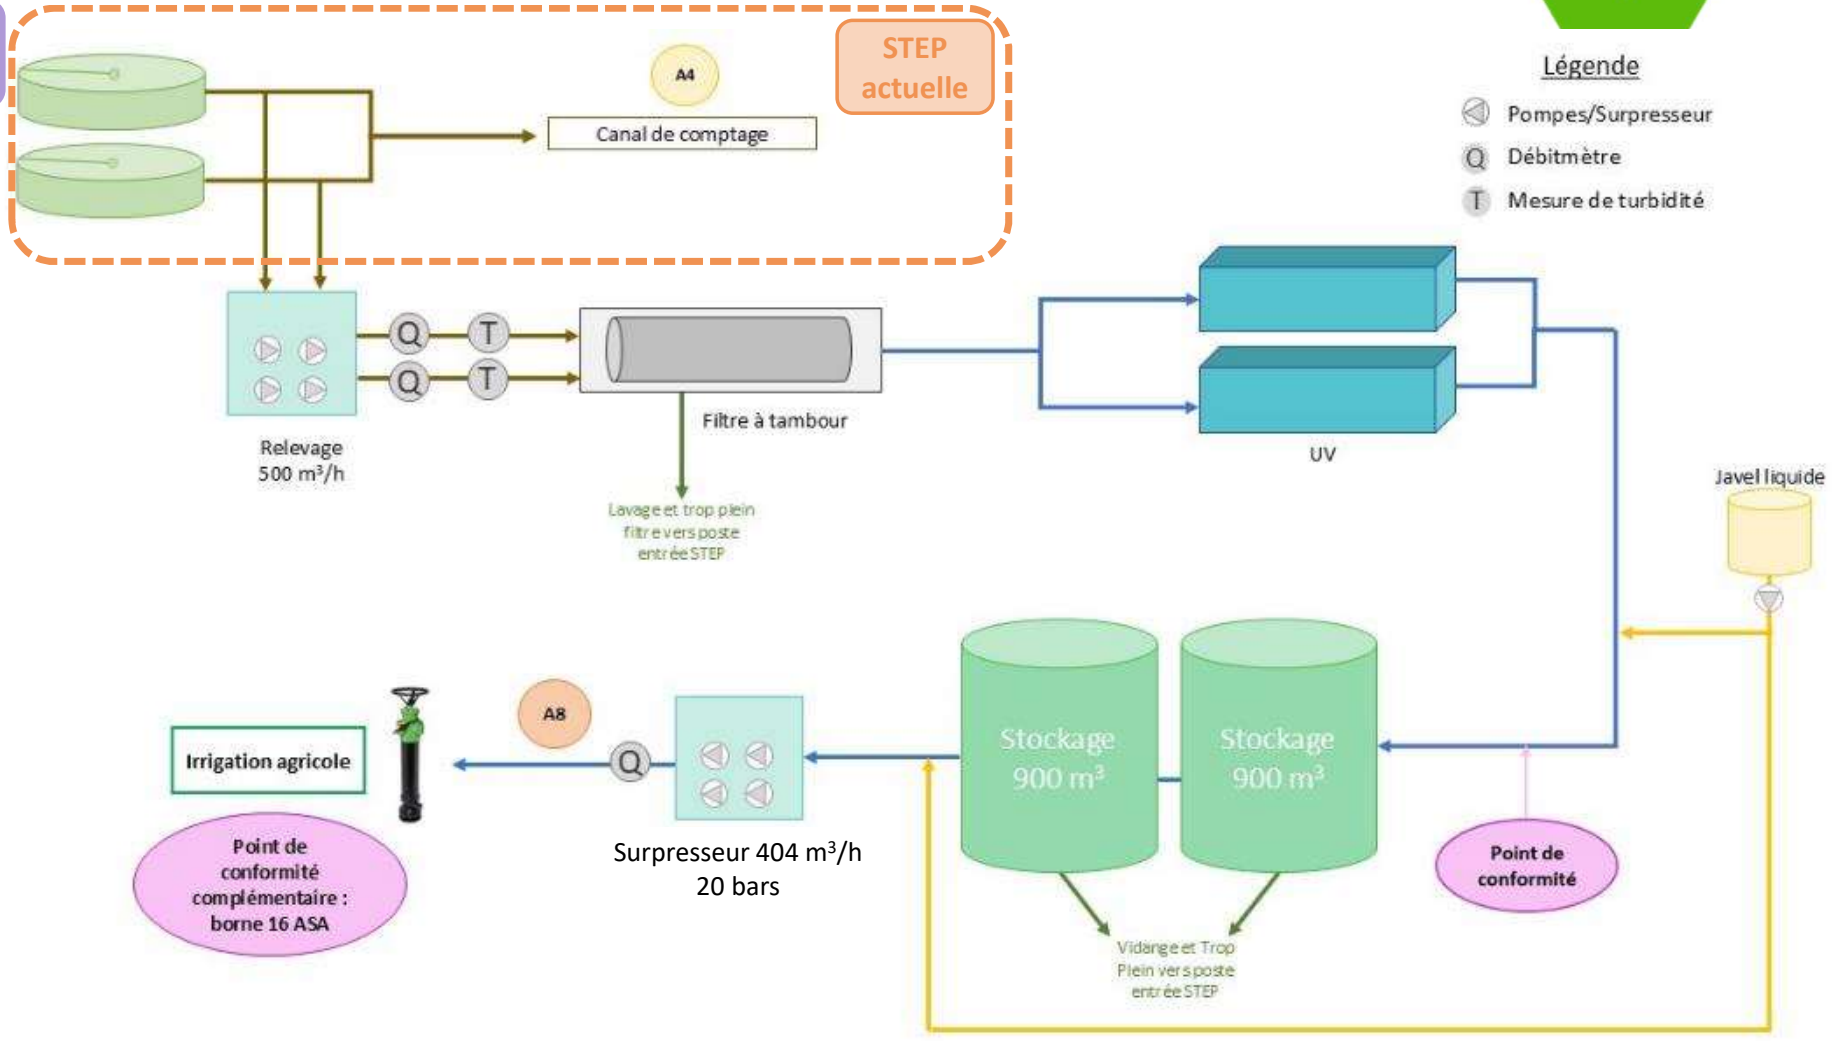 STEP
actuelle
A4
Canal de comptage
Légende
Pompes/Surpresseur
Q
Débitmètre
T
Mesure de turbidité
Q
T
Q
T
Relevage
500 m³/h
Filtre à tambour
Lavage et trop plein
filtre vers poste
entrée STEP
UV
Javel liquide
Stockage
900 m³
Stockage
900 m³
A8
Q
Irrigation agricole
Surpresseur 404 m³/h
20 bars
Point de
conformité
complémentaire :
borne 16 ASA
Point de
conformité
Vidange et Trop
Plein vers poste
entrée STEP